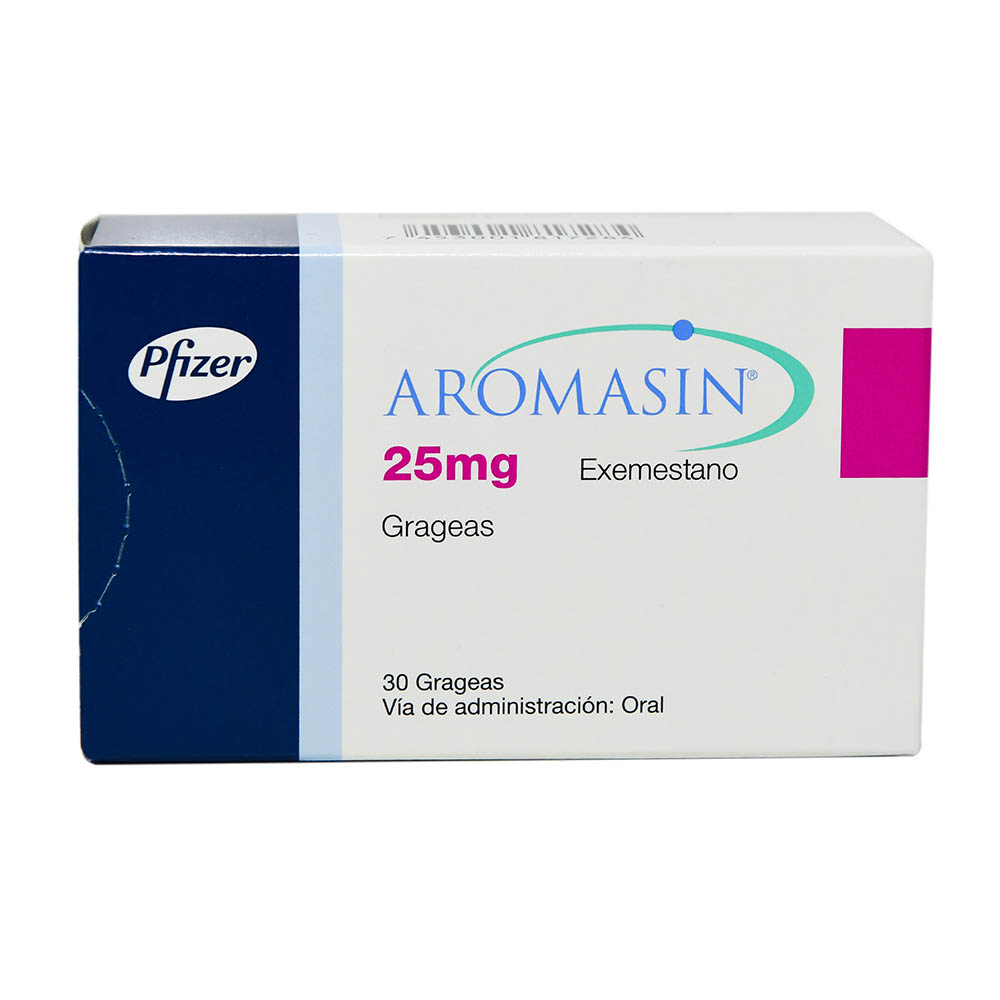 Pfizer
AROMASIN®
25mg Exemestano
Grageas
30 Grageas
Vía de administración: Oral